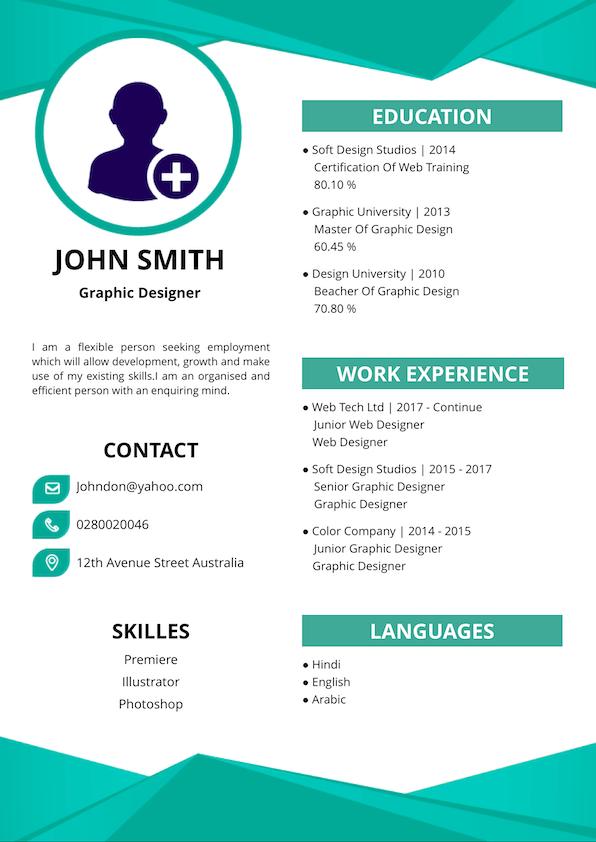 JOHN SMITH
Graphic Designer
I am a flexible person seeking employment
which will allow development, growth and make
use of my existing skills.I am an organised and
efficient person with an enquiring mind.
CONTACT
Johndon@yahoo.com
0280020046
12th Avenue Street Australia
SKILLES
Premiere
Illustrator
Photoshop
EDUCATION
● Soft Design Studios | 2014
Certification Of Web Training
80.10 %
● Graphic University | 2013
Master Of Graphic Design
60.45 %
● Design University | 2010
Beacher Of Graphic Design
70.80 %
WORK EXPERIENCE
● Web Tech Ltd | 2017 - Continue
Junior Web Designer
Web Designer
● Soft Design Studios | 2015 - 2017
Senior Graphic Designer
Graphic Designer
● Color Company | 2014 - 2015
Junior Graphic Designer
Graphic Designer
LANGUAGES
● Hindi
● English
● Arabic